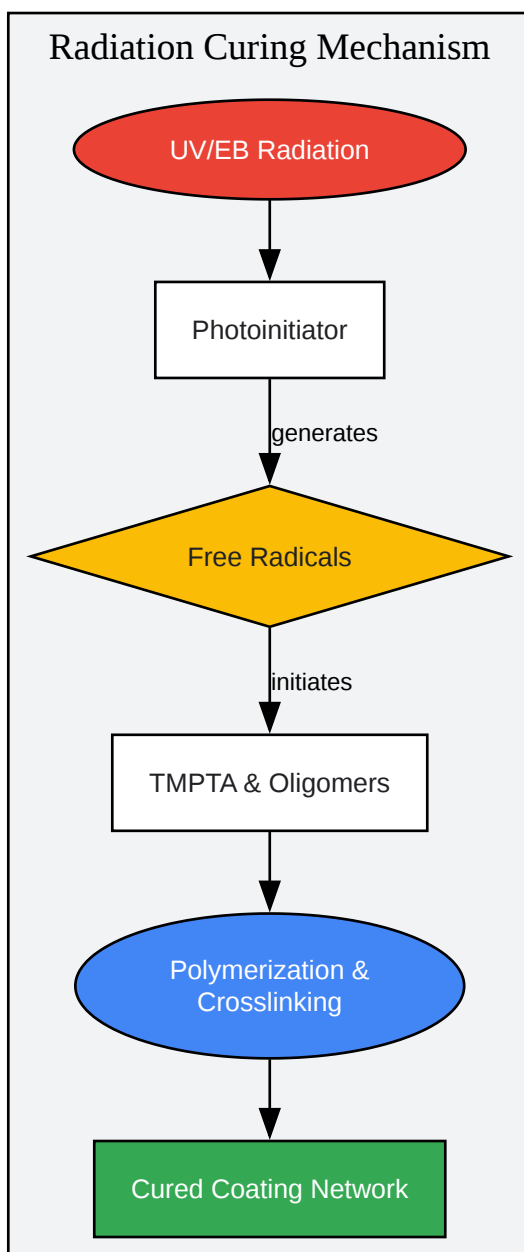 Radiation Curing Mechanism
UV/EB Radiation
Photoinitiator
generates
Free Radicals
initiates
TMPTA & Oligomers
Polymerization &
Crosslinking
Cured Coating Network